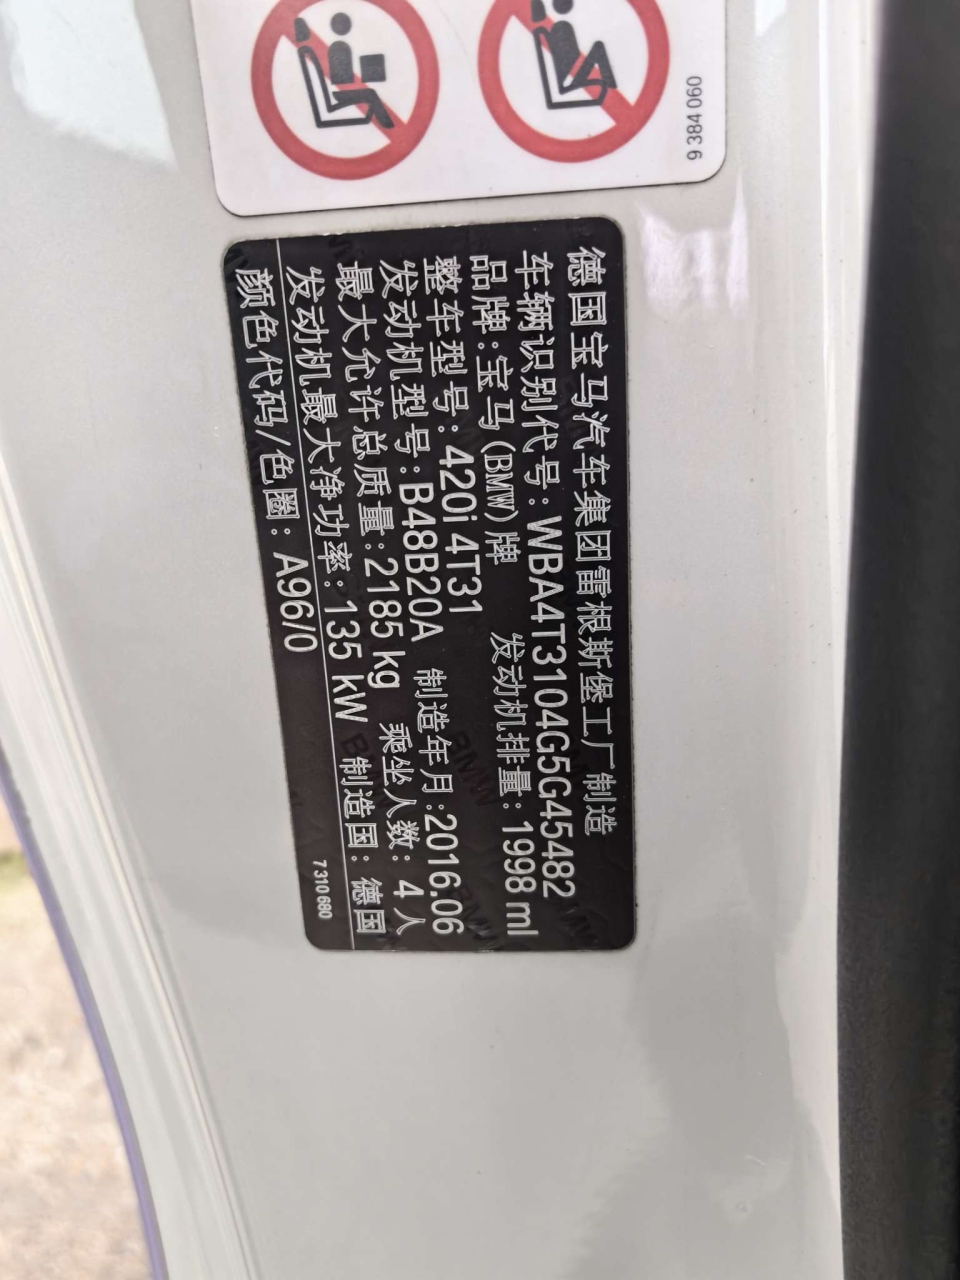 9 384 060
德国宝马汽车集团雷根斯堡工厂制造
车辆识别代号: WBA4T3104G5G45482
品牌: 宝马(BMW)牌 发动机排量: 1998 ml
整车型号: 420i 4T31
发动机型号: B48B20A 制造年月: 2016.06
最大允许总质量: 2185 kg 乘坐人数: 4 人
发动机最大净功率: 135 kW 制造国: 德国
颜色代码/色圈: A96/0
7 310 680